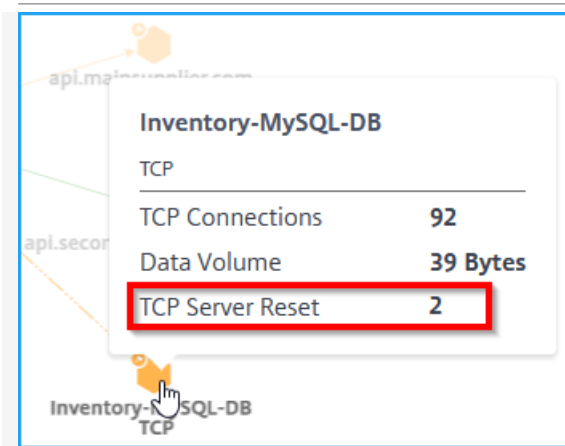 api.mainsupplier.com
Inventory-MySQL-DB
TCP
TCP Connections 92
Data Volume 39 Bytes
TCP Server Reset 2
api.secon
Inventory-MySQL-DB
TCP